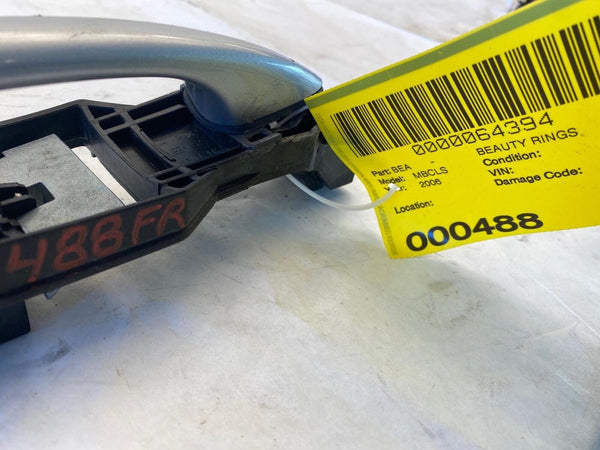 488FR
0000064394
Part: BEA BEAUTY RINGS
Model: MBCLS Condition:
: 2006 VIN:
Damage Code:
Location:
000488